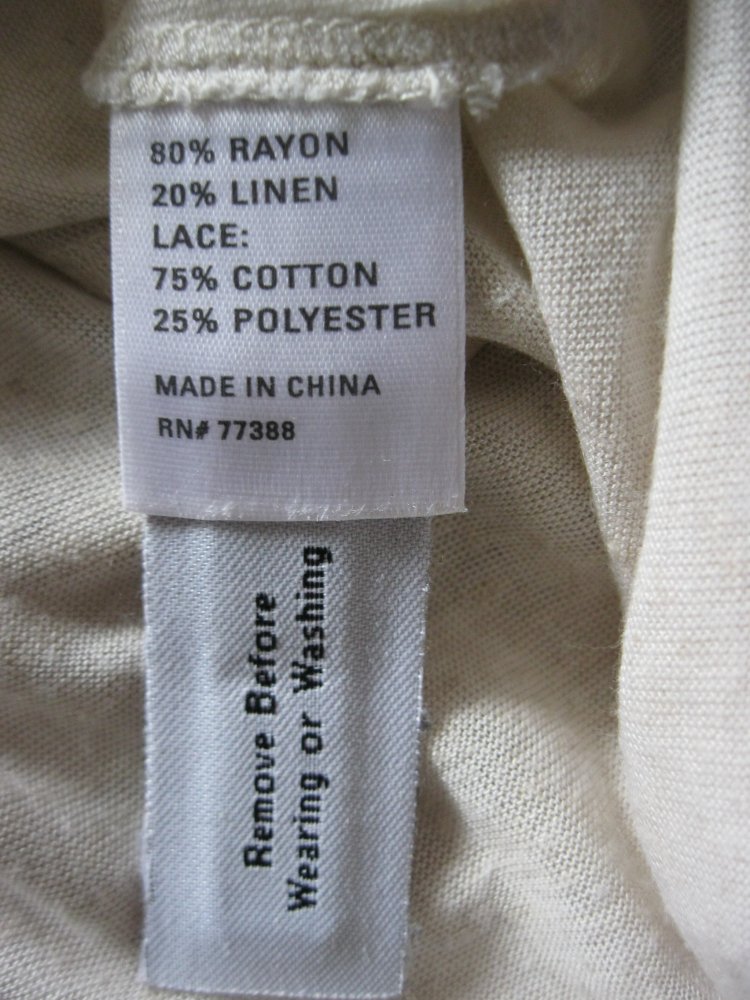 80% RAYON
20% LINEN
LACE:
75% COTTON
25% POLYESTER
MADE IN CHINA
RN# 77388
Remove Before
Wearing or Washing